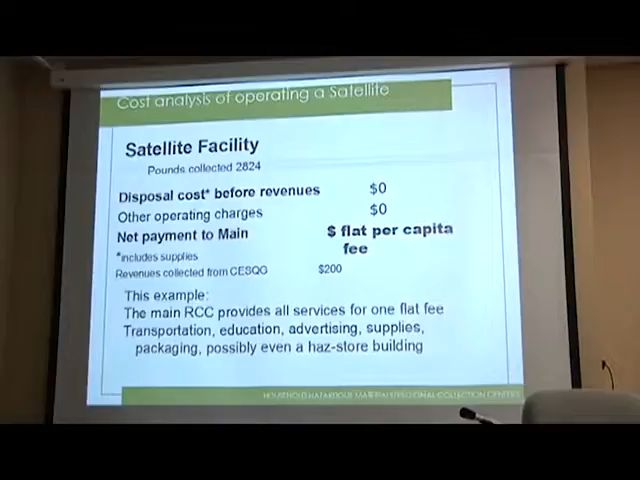 Cost analysis of operating a Satellite
Satellite Facility
Pounds collected 2824
Disposal cost* before revenues $0
Other operating charges $0
Net payment to Main $ flat per capita
fee
*includes supplies
Revenues collected from CESQG $200
This example:
The main RCC provides all services for one flat fee
Transportation, education, advertising, supplies,
packaging, possibly even a haz-store building
HOUSEHOLD HAZARDOUS MATERIALS REGIONAL COLLECTION CENTERS